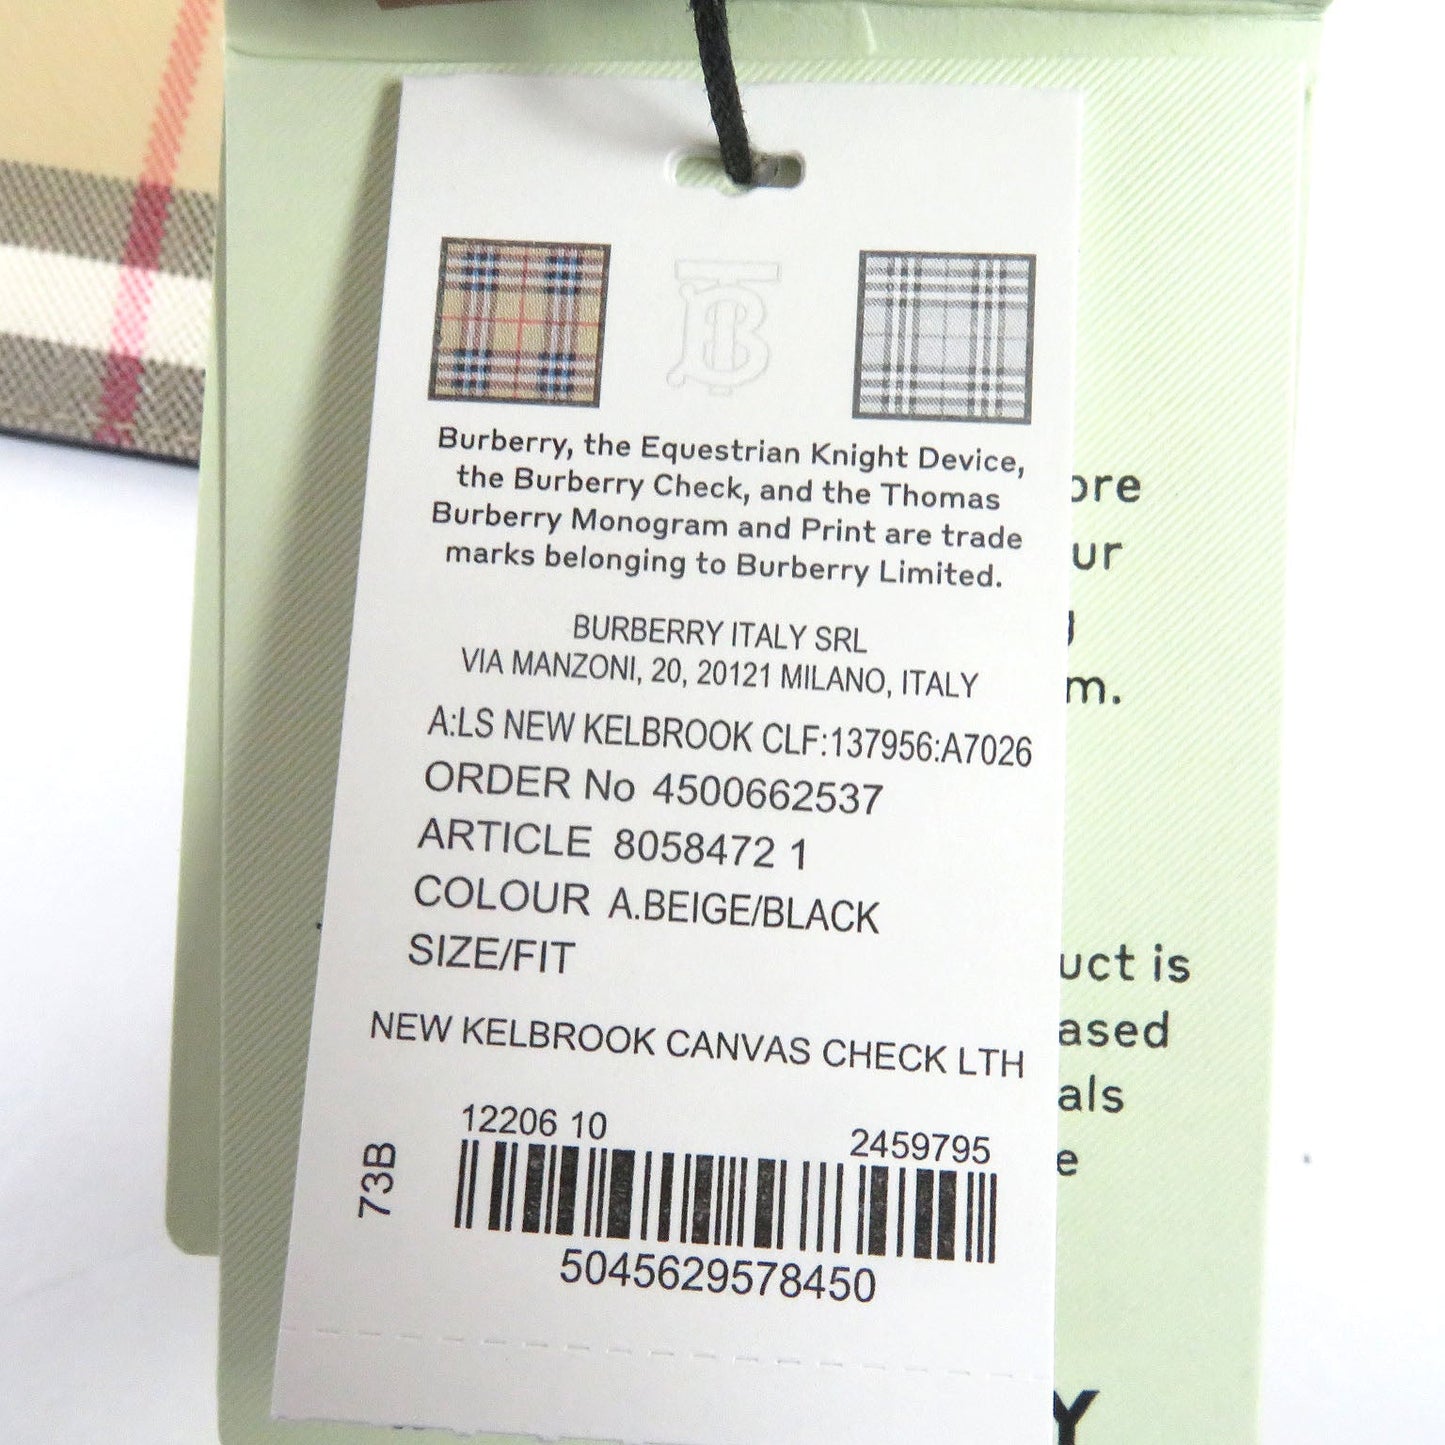 Burberry, the Equestrian Knight Device,
the Burberry Check, and the Thomas
Burberry Monogram and Print are trade
marks belonging to Burberry Limited.
BURBERRY ITALY SRL
VIA MANZONI, 20, 20121 MILANO, ITALY
A:LS NEW KELBROOK CLF:137956:A7026
ORDER No 4500662537
ARTICLE 8058472 1
COLOUR A.BEIGE/BLACK
SIZE/FIT
NEW KELBROOK CANVAS CHECK LTH
12206 10 2459795
73B
5045629578450
ore
ur
m.
uct is
ased
als
e
Y